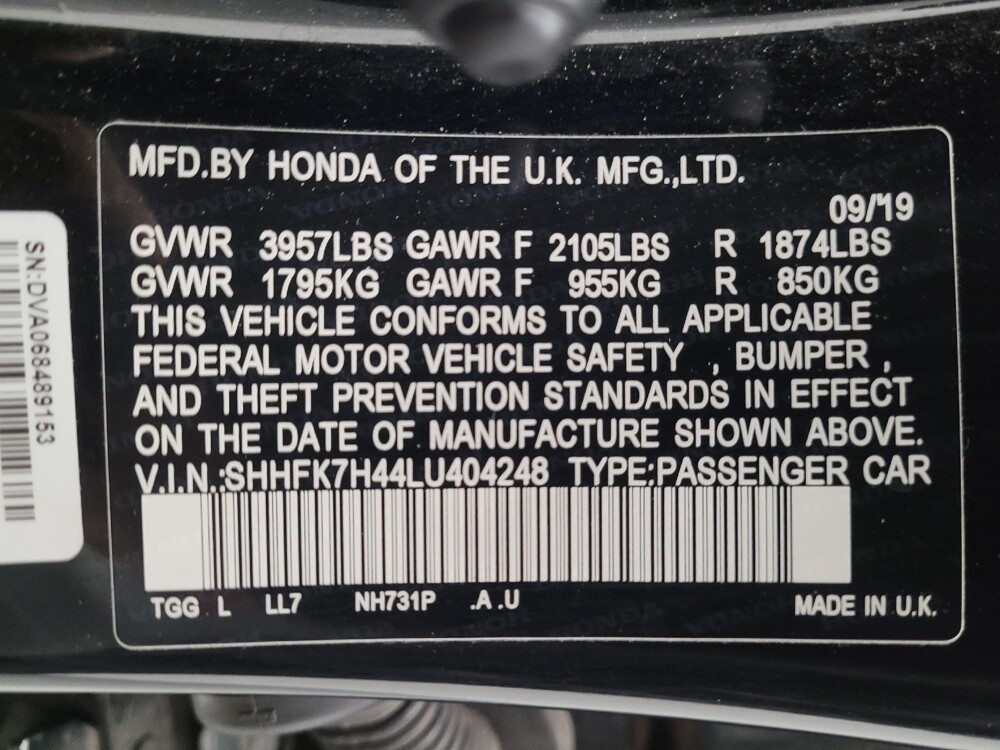 MFD.BY HONDA OF THE U.K. MFG.,LTD.
09/'19
GVWR 3957LBS GAWR F 2105LBS R 1874LBS
GVWR 1795KG GAWR F 955KG R 850KG
THIS VEHICLE CONFORMS TO ALL APPLICABLE
FEDERAL MOTOR VEHICLE SAFETY , BUMPER ,
AND THEFT PREVENTION STANDARDS IN EFFECT
ON THE DATE OF MANUFACTURE SHOWN ABOVE.
V.I.N.:SHHFK7H44LU404248 TYPE:PASSENGER CAR
TGG L LL7 NH731P .A .U MADE IN U.K.
SN:DVA068489153